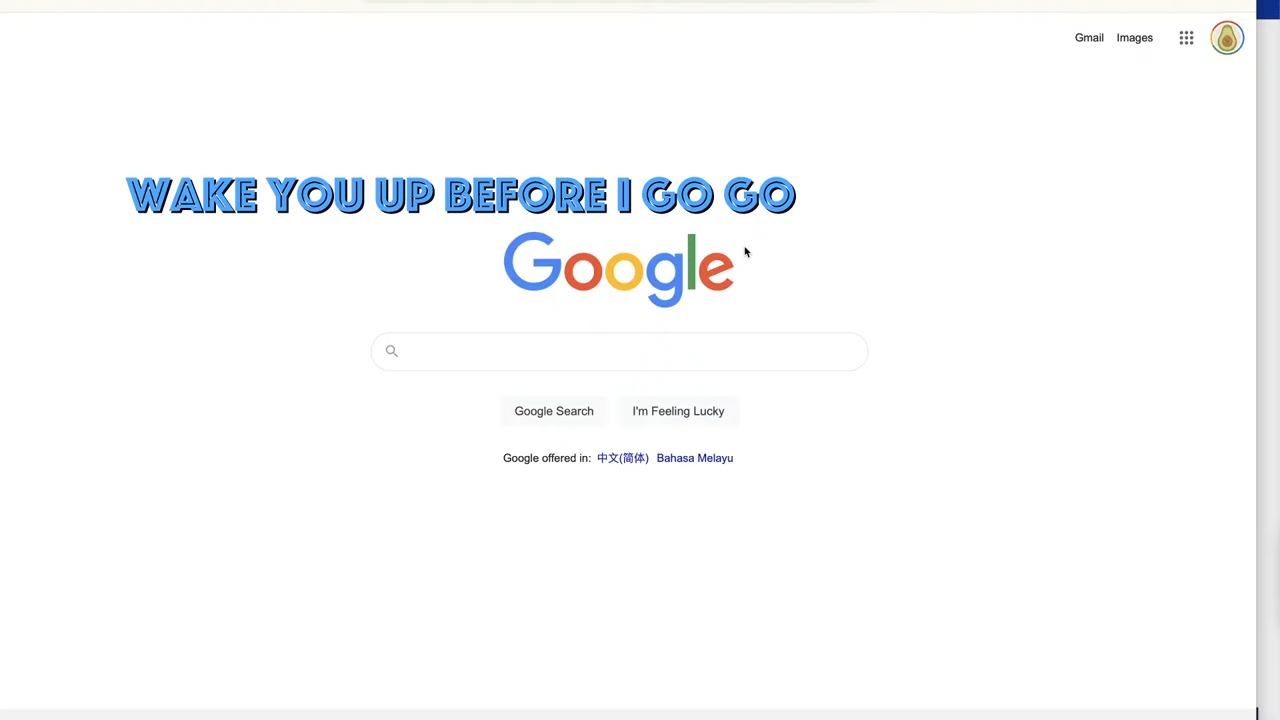 Gmail Images
WAKE YOU UP BEFORE I GO GO
Google
Google Search I'm Feeling Lucky
Google offered in: 中文(简体) Bahasa Melayu